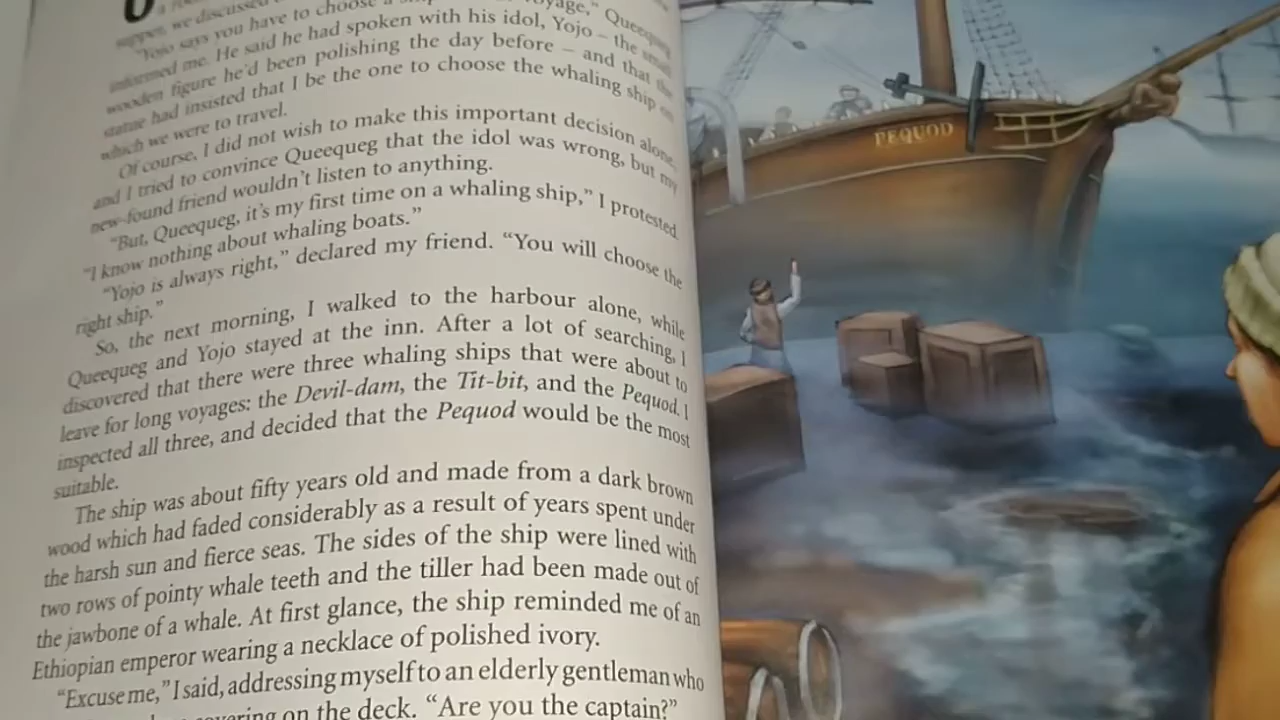 supper, we discussed
"Yojo says you have to choose a voyage," Queequeg
informed me. He said he had spoken with his idol, Yojo – the small
wooden figure he'd been polishing the day before – and that the
statue had insisted that I be the one to choose the whaling ship on
which we were to travel.
Of course, I did not wish to make this important decision alone,
and I tried to convince Queequeg that the idol was wrong, but my
new-found friend wouldn't listen to anything.
"But, Queequeg, it's my first time on a whaling ship," I protested.
"I know nothing about whaling boats."
"Yojo is always right," declared my friend. "You will choose the
right ship."
So, the next morning, I walked to the harbour alone, while
Queequeg and Yojo stayed at the inn. After a lot of searching, I
discovered that there were three whaling ships that were about to
leave for long voyages: the Devil-dam, the Tit-bit, and the Pequod. I
inspected all three, and decided that the Pequod would be the most
suitable.
The ship was about fifty years old and made from a dark brown
wood which had faded considerably as a result of years spent under
the harsh sun and fierce seas. The sides of the ship were lined with
two rows of pointy whale teeth and the tiller had been made out of
the jawbone of a whale. At first glance, the ship reminded me of an
Ethiopian emperor wearing a necklace of polished ivory.
"Excuse me," I said, addressing myself to an elderly gentleman who
on the deck. "Are you the captain?"
PEQUOD